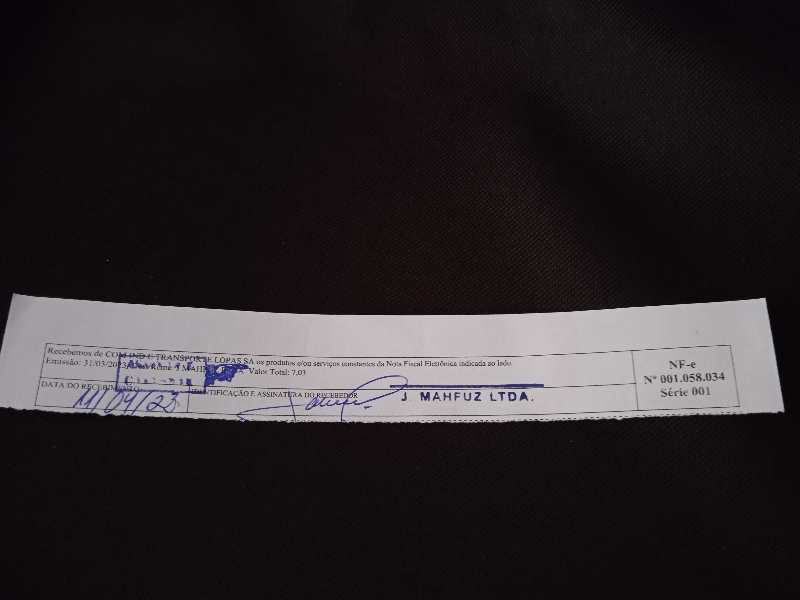 Recebemos de COM IND E TRANSPORTE LOPAS SA os produtos e/ou serviços constantes da Nota Fiscal Eletrônica indicada ao lado.
Emissão: 31/03/2023 Valor Total: 7,03
NF-e
Nº 001.058.034
Série 001
DATA DO RECEBIMENTO
IDENTIFICAÇÃO E ASSINATURA DO RECEBEDOR
11/04/23
J. MAHFUZ LTDA.